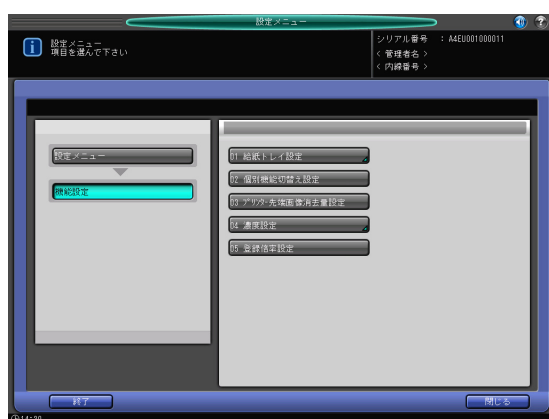 設定メニュー
設定メニュー
項目を選んで下さい
シリアル番号 : A4EU001000011
< 管理者名 >
< 内線番号 >
設定メニュー
機能設定
01 給紙トレイ設定
02 個別機能切替え設定
03 プリンター先端画像消去量設定
04 濃度設定
05 登録倍率設定
終了
閉じる